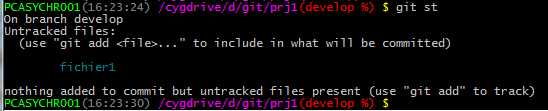 PCASYCHR001(16:23:24) /cygdrive/d/git/prj1(develop %) $ git st
On branch develop
Untracked files:
  (use "git add <file>..." to include in what will be committed)
        fichier1
nothing added to commit but untracked files present (use "git add" to track)
PCASYCHR001(16:23:30) /cygdrive/d/git/prj1(develop %) $